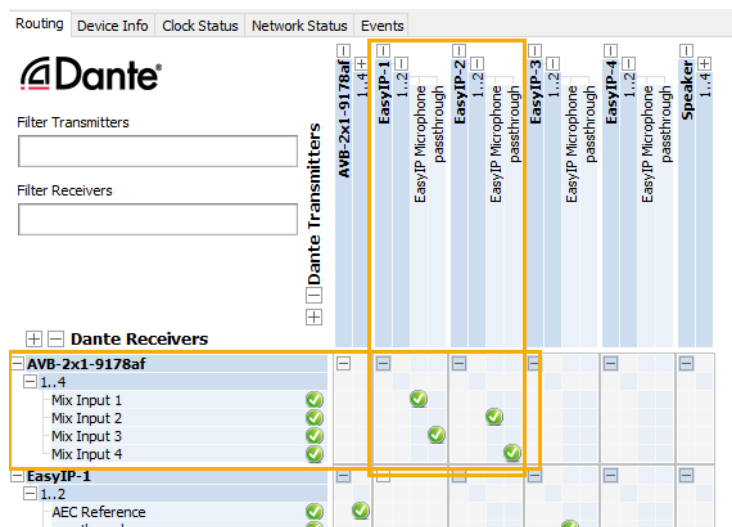 Routing Device Info Clock Status Network Status Events
Dante®
Filter Transmitters
Filter Receivers
Dante Transmitters
AVB-2x1-9178af
1..4
EasyIP-1
1..2
EasyIP Microphone
passthrough
EasyIP-2
1..2
EasyIP Microphone
passthrough
EasyIP-3
1..2
EasyIP Microphone
passthrough
EasyIP-4
1..2
EasyIP Microphone
passthrough
Speaker
1..4
Dante Receivers
AVB-2x1-9178af
1..4
Mix Input 1
Mix Input 2
Mix Input 3
Mix Input 4
EasyIP-1
1..2
AEC Reference